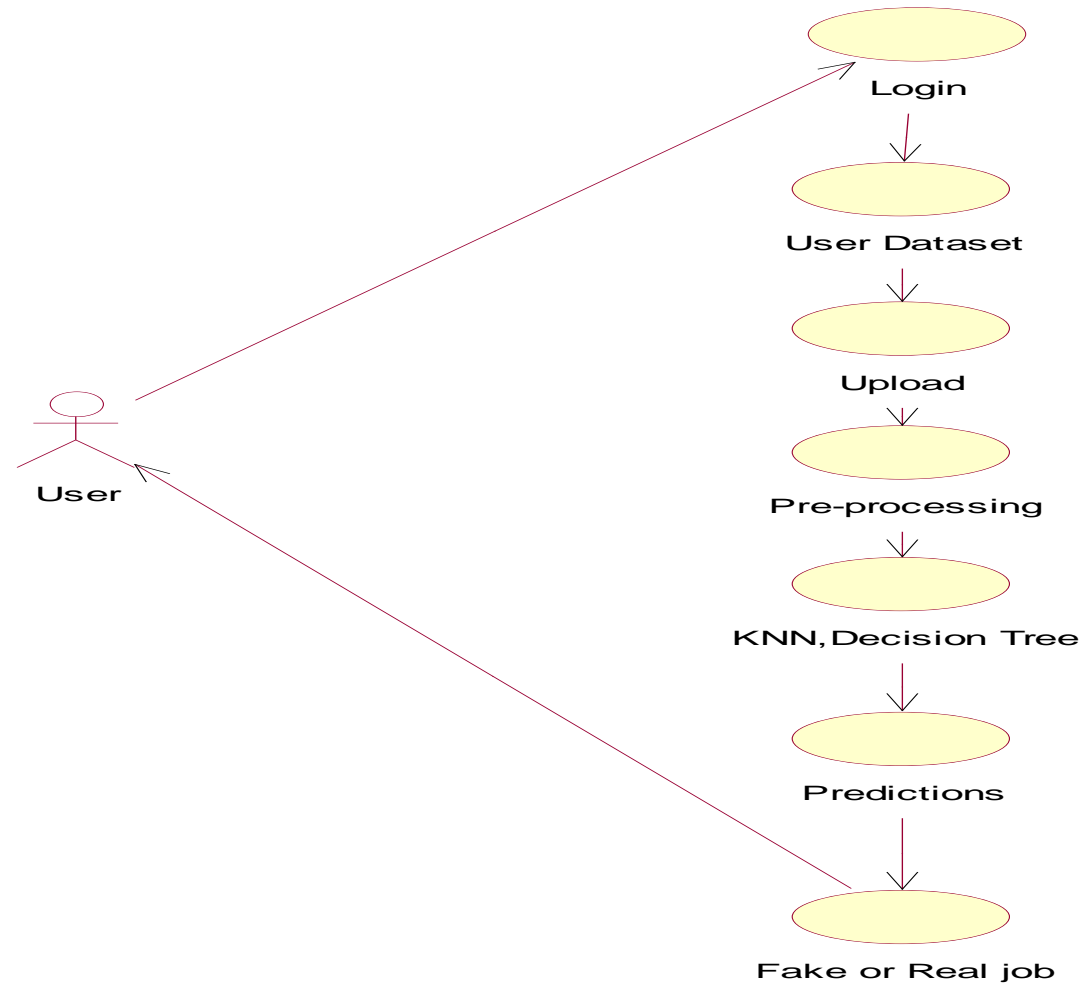 Login
User Dataset
Upload
User
Pre-processing
KNN,Decision Tree
Predictions
Fake or Real job